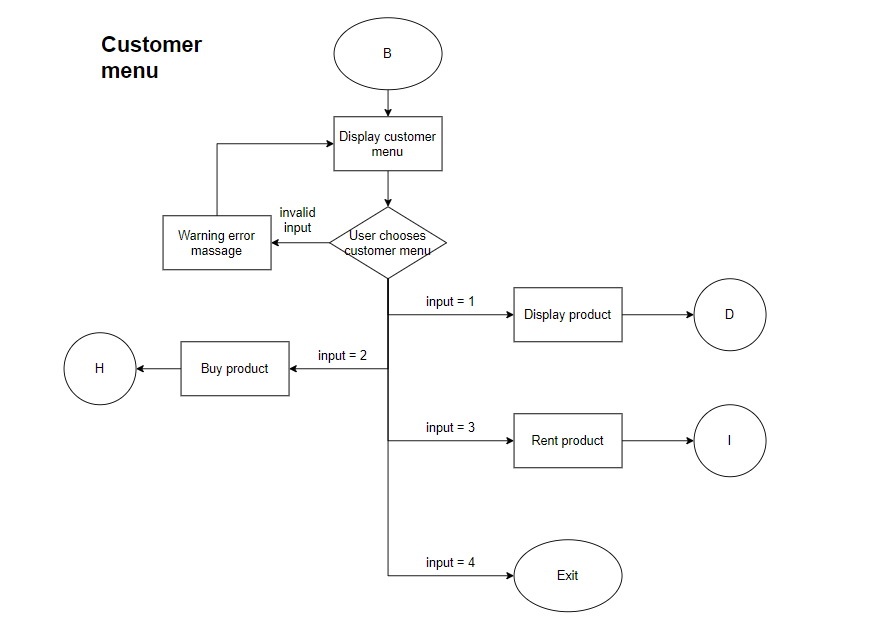 Customer
menu
B
Display customer
menu
invalid
input
Warning error
massage
User chooses
customer menu
input = 1
Display product
D
input = 2
Buy product
H
input = 3
Rent product
I
input = 4
Exit